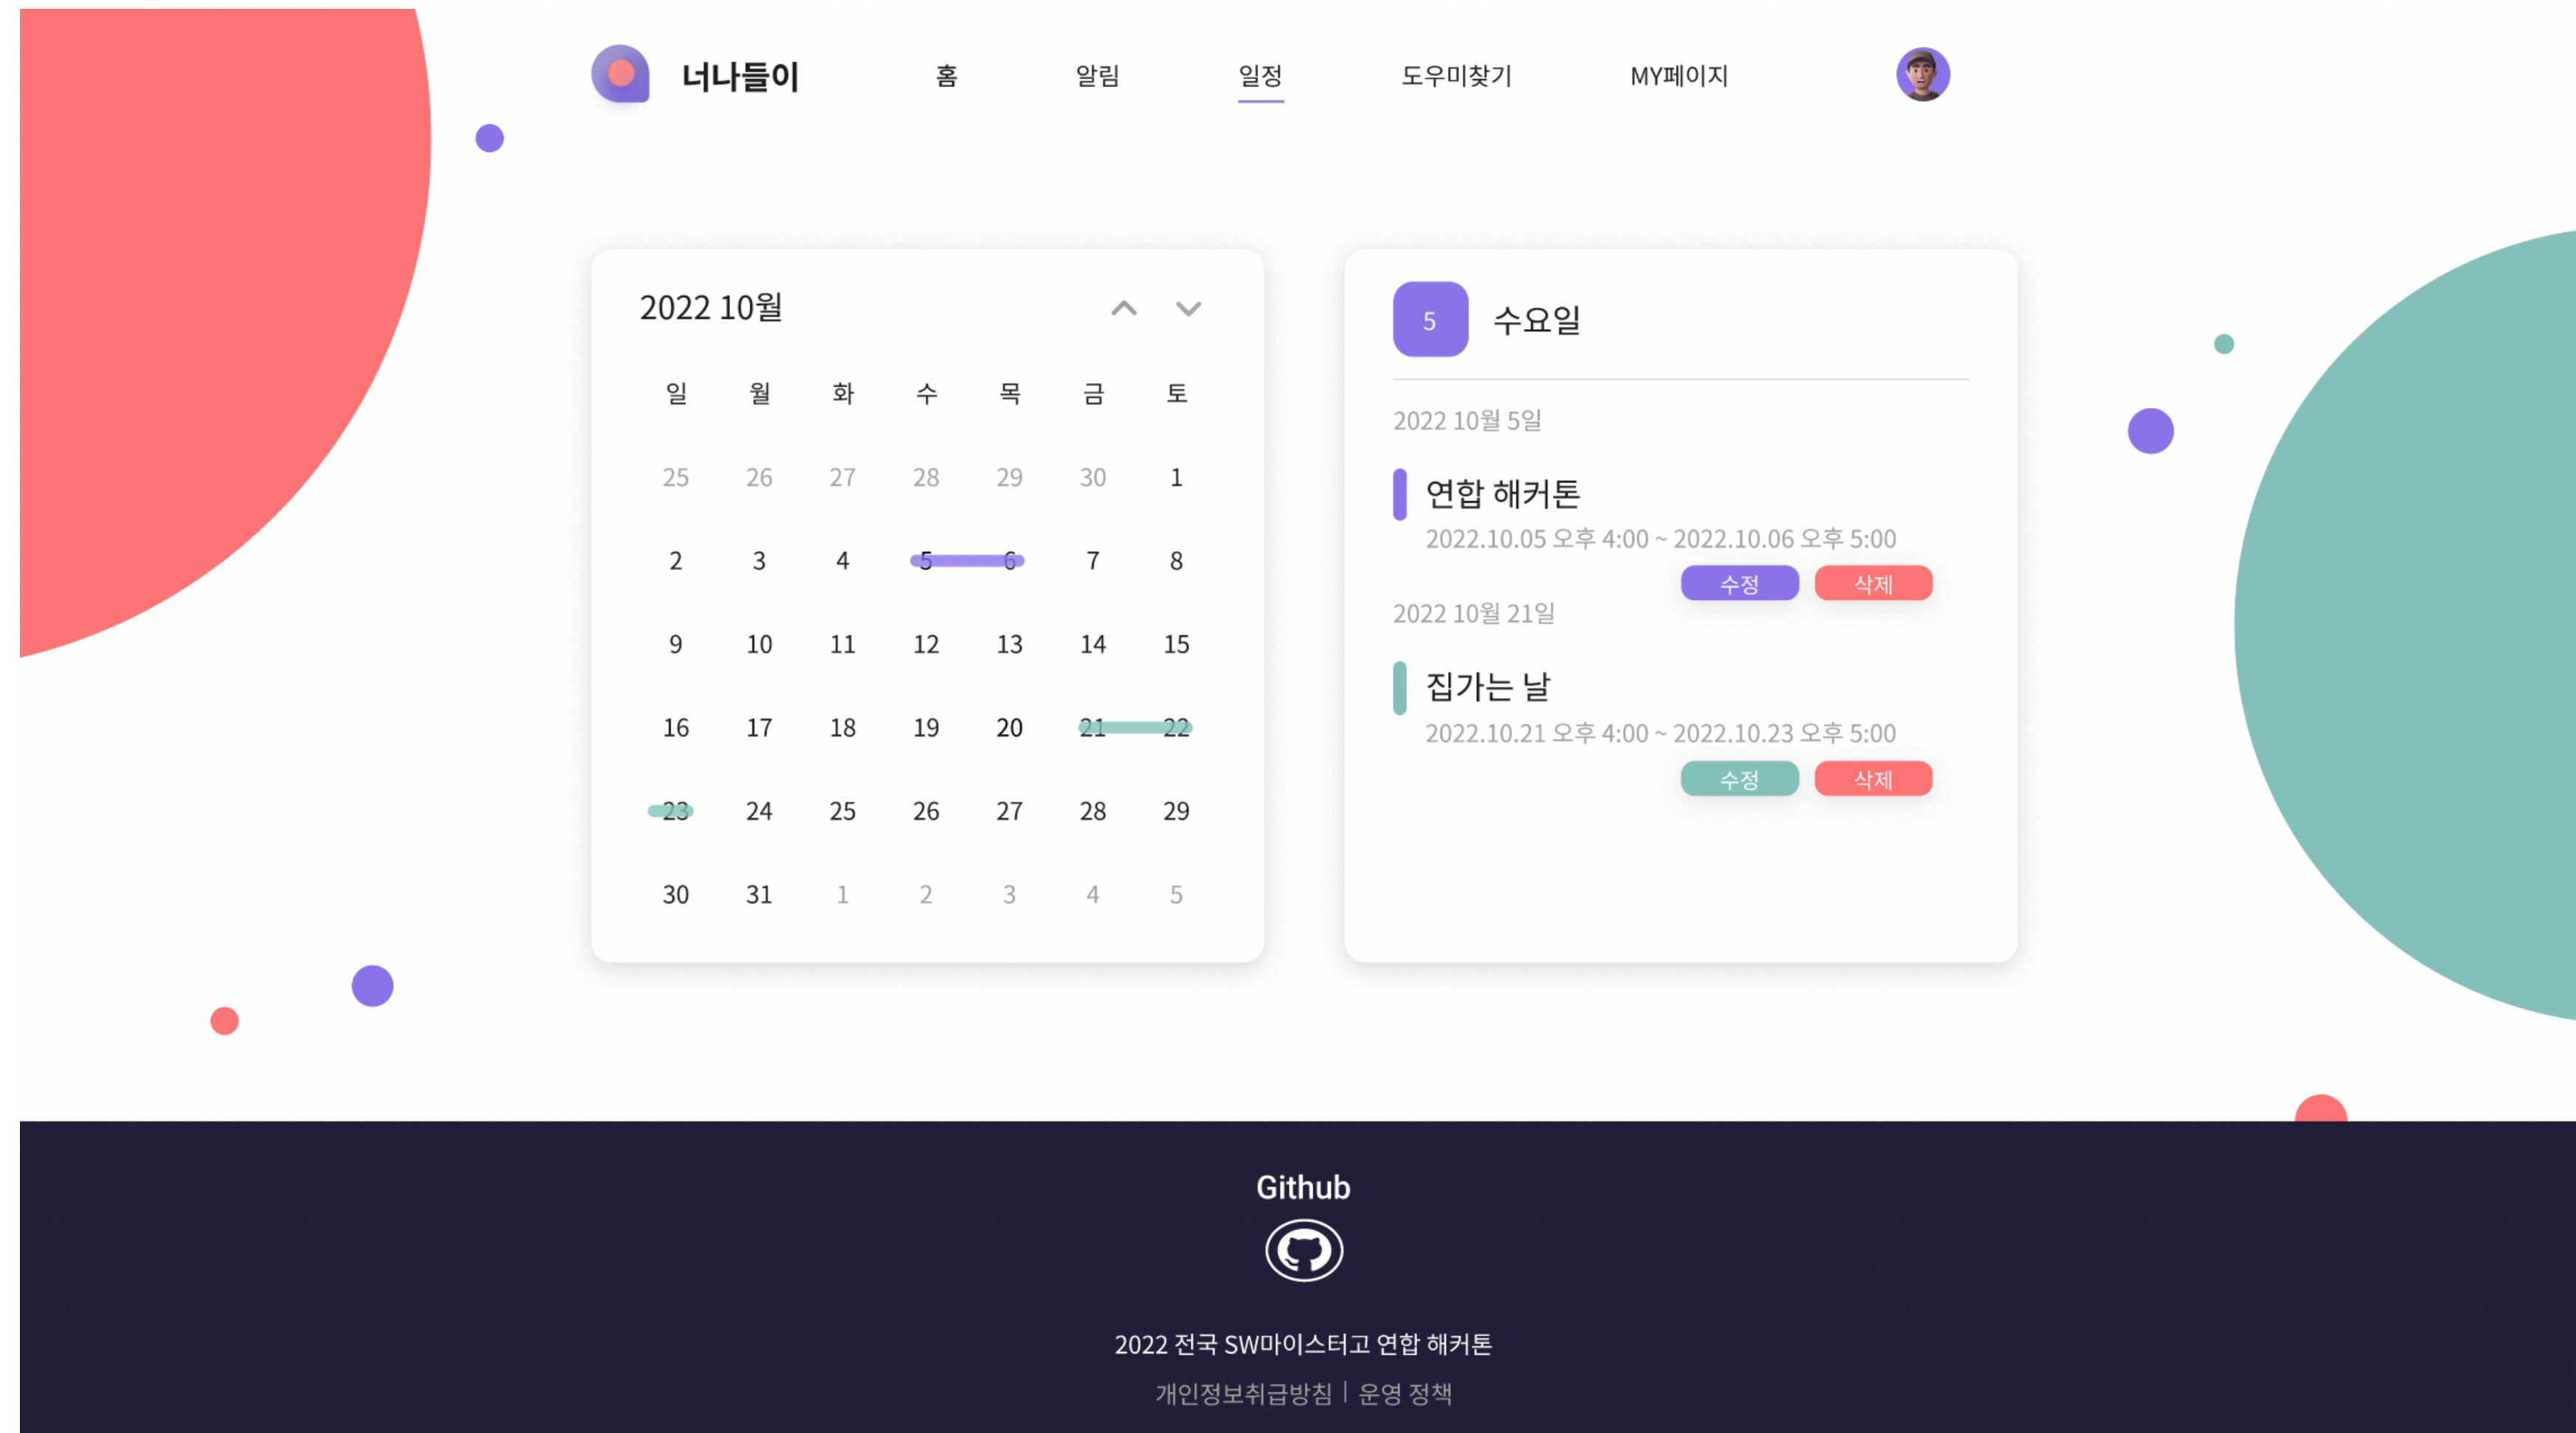 너나들이 홈 알림 일정 도우미찾기 MY페이지
2022 10월
일 월 화 수 목 금 토
25 26 27 28 29 30 1
2 3 4 5 6 7 8
9 10 11 12 13 14 15
16 17 18 19 20 21 22
23 24 25 26 27 28 29
30 31 1 2 3 4 5
5 수요일
2022 10월 5일
연합 해커톤
2022.10.05 오후 4:00 ~ 2022.10.06 오후 5:00
수정 삭제
2022 10월 21일
집가는 날
2022.10.21 오후 4:00 ~ 2022.10.23 오후 5:00
수정 삭제
Github
2022 전국 SW마이스터고 연합 해커톤
개인정보취급방침 | 운영 정책